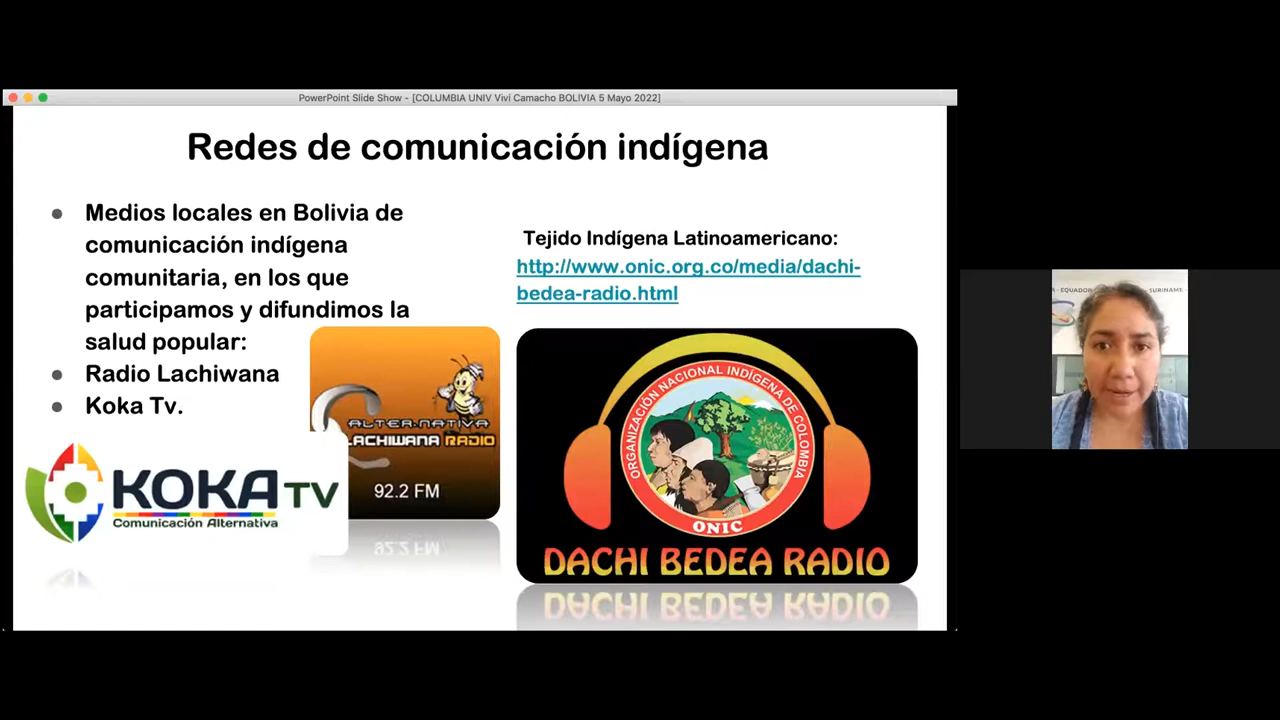 PowerPoint Slide Show - [COLUMBIA UNIV Vivi Camacho BOLIVIA 5 Mayo 2022]
Redes de comunicación indígena
● Medios locales en Bolivia de
comunicación indígena
comunitaria, en los que
participamos y difundimos la
salud popular:
● Radio Lachiwana
● Koka Tv.
KOKA TV
Comunicación Alternativa
ALTERNATIVA
LACHIWANA RADIO
92.2 FM
Tejido Indígena Latinoamericano:
http://www.onic.org.co/media/dachi-
bedea-radio.html
ORGANIZACIÓN NACIONAL INDÍGENA DE COLOMBIA
ONIC
DACHI BEDEA RADIO
EQUADOR
SURINAME